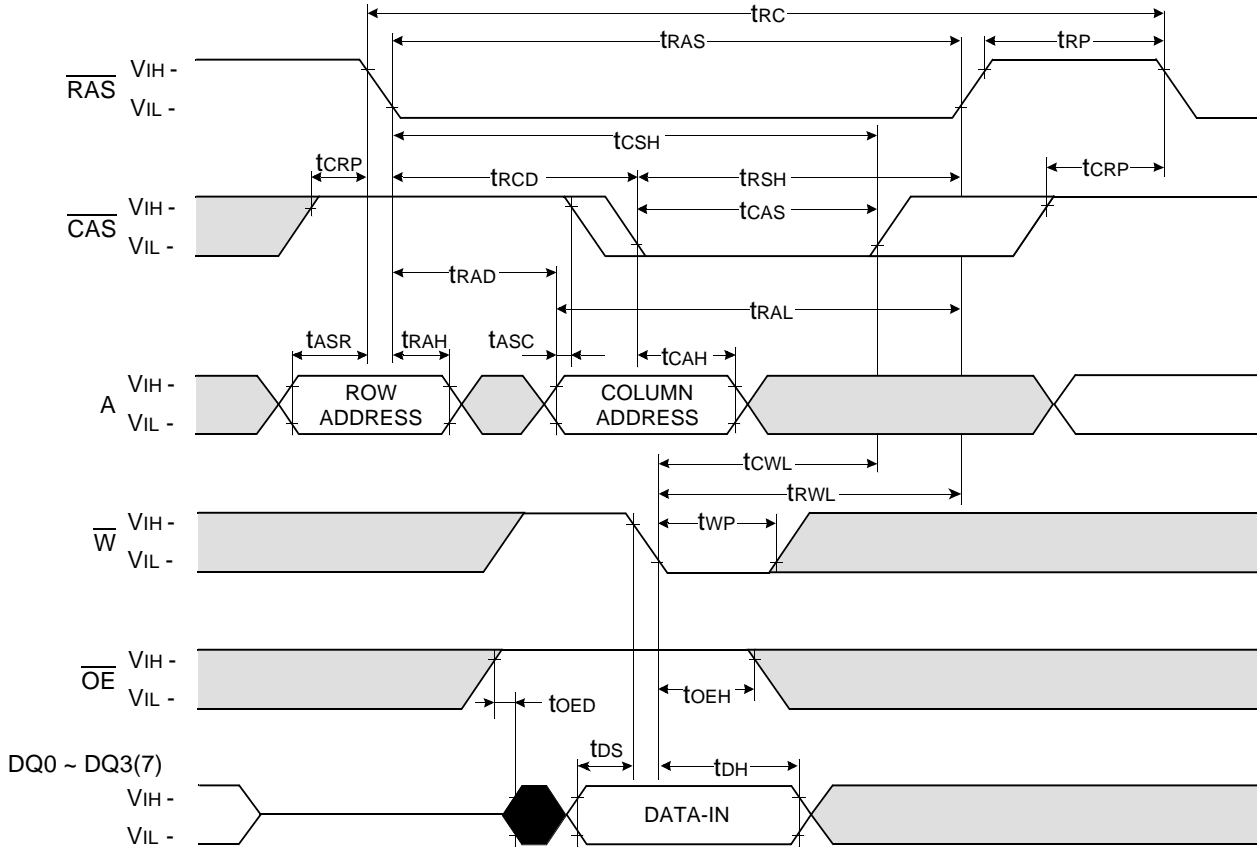 tRC
tRAS
tRP
RAS
VIH -
VIL -
tCSH
tCRP
tRCD
tRSH
tCRP
CAS
VIH -
VIL -
tCAS
tRAD
tRAL
tASR
tRAH
tASC
tCAH
A
VIH -
VIL -
ROW
ADDRESS
COLUMN
ADDRESS
tCWL
tRWL
W
VIH -
VIL -
tWP
OE
VIH -
VIL -
tOED
tOEH
DQ0 ~ DQ3(7)
tDS
tDH
VIH -
VIL -
DATA-IN